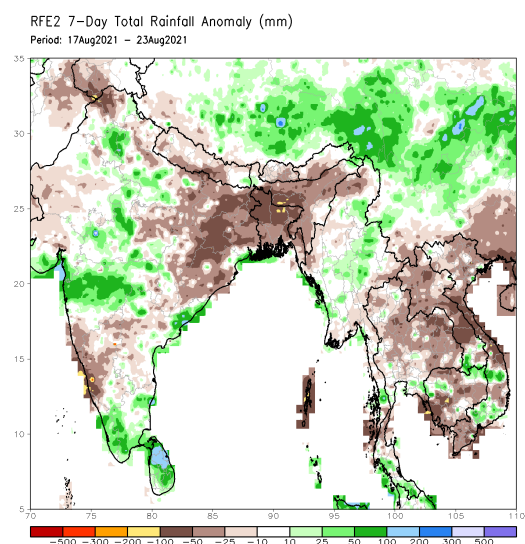 RFE2 7-Day Total Rainfall Anomaly (mm)
Period: 17Aug2021 - 23Aug2021
35
30
25
20
15
10
5
70 75 80 85 90 95 100 105 110
-500 -300 -200 -100 -50 -25 -10 10 25 50 100 200 300 500